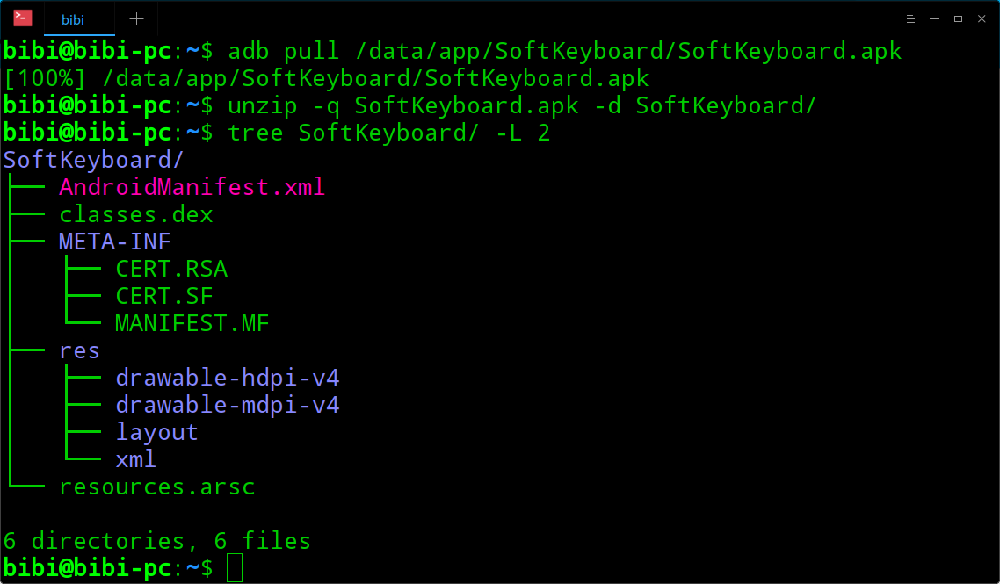 bibi
bibi@bibi-pc:~$ adb pull /data/app/SoftKeyboard/SoftKeyboard.apk
[100%] /data/app/SoftKeyboard/SoftKeyboard.apk
bibi@bibi-pc:~$ unzip -q SoftKeyboard.apk -d SoftKeyboard/
bibi@bibi-pc:~$ tree SoftKeyboard/ -L 2
SoftKeyboard/
├── AndroidManifest.xml
├── classes.dex
├── META-INF
│   ├── CERT.RSA
│   ├── CERT.SF
│   └── MANIFEST.MF
├── res
│   ├── drawable-hdpi-v4
│   ├── drawable-mdpi-v4
│   ├── layout
│   └── xml
└── resources.arsc
6 directories, 6 files
bibi@bibi-pc:~$